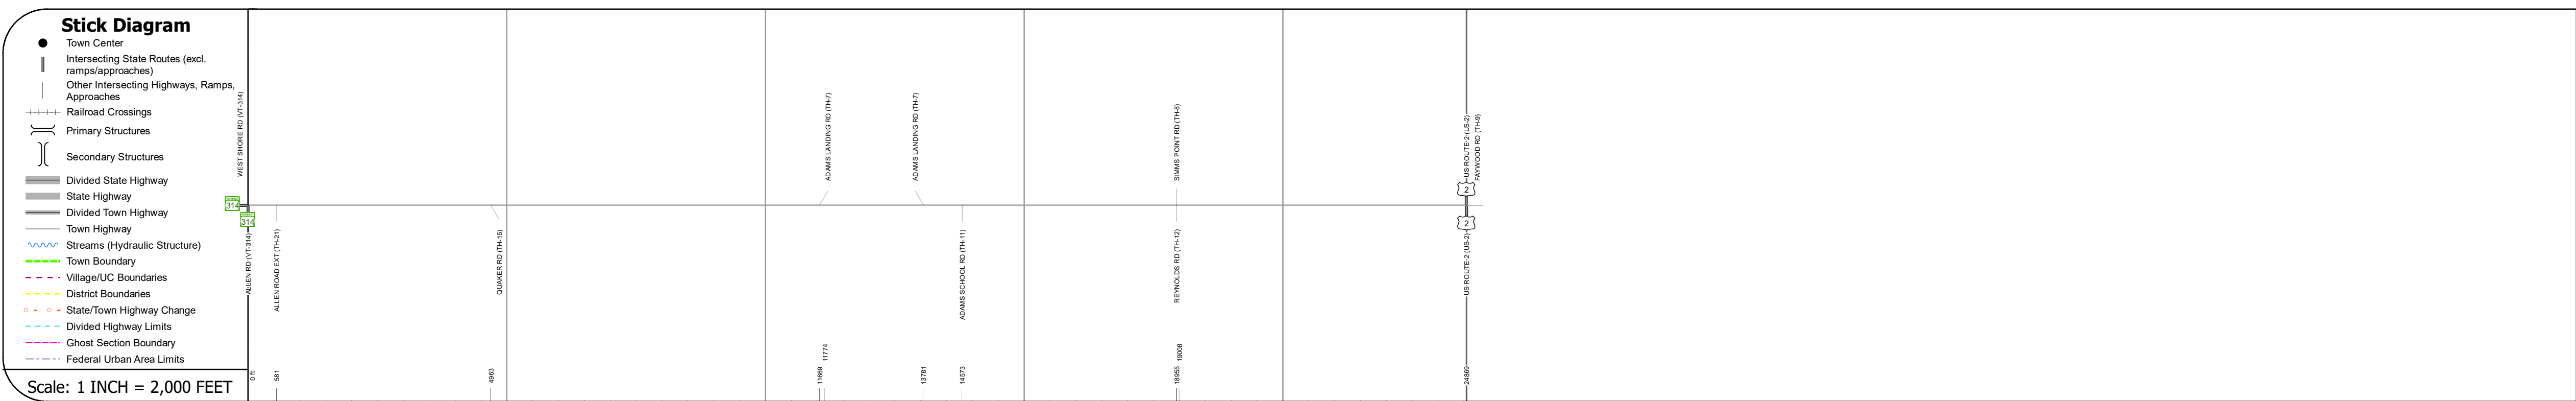 Stick Diagram
Town Center
Intersecting State Routes (excl.
ramps/approaches)
Other Intersecting Highways, Ramps,
Approaches
Railroad Crossings
Primary Structures
Secondary Structures
Divided State Highway
State Highway
Divided Town Highway
Town Highway
Streams (Hydraulic Structure)
Town Boundary
Village/UC Boundaries
District Boundaries
State/Town Highway Change
Divided Highway Limits
Ghost Section Boundary
Federal Urban Area Limits
Scale: 1 INCH = 2,000 FEET
WEST SHORE RD (VT-314)
314
314
ALLEN RD (VT-314)
ALLEN ROAD EXT (TH-21)
QUAKER RD (TH-15)
ADAMS LANDING RD (TH-7)
ADAMS LANDING RD (TH-7)
ADAMS SCHOOL RD (TH-11)
SIMMS POINT RD (TH-8)
REYNOLDS RD (TH-12)
US ROUTE-2 (US-2)
FAYWOOD RD (TH-9)
2
2
US ROUTE-2 (US-2)
0 ft
581
4963
11669
11774
13781
14573
18955
19008
24869